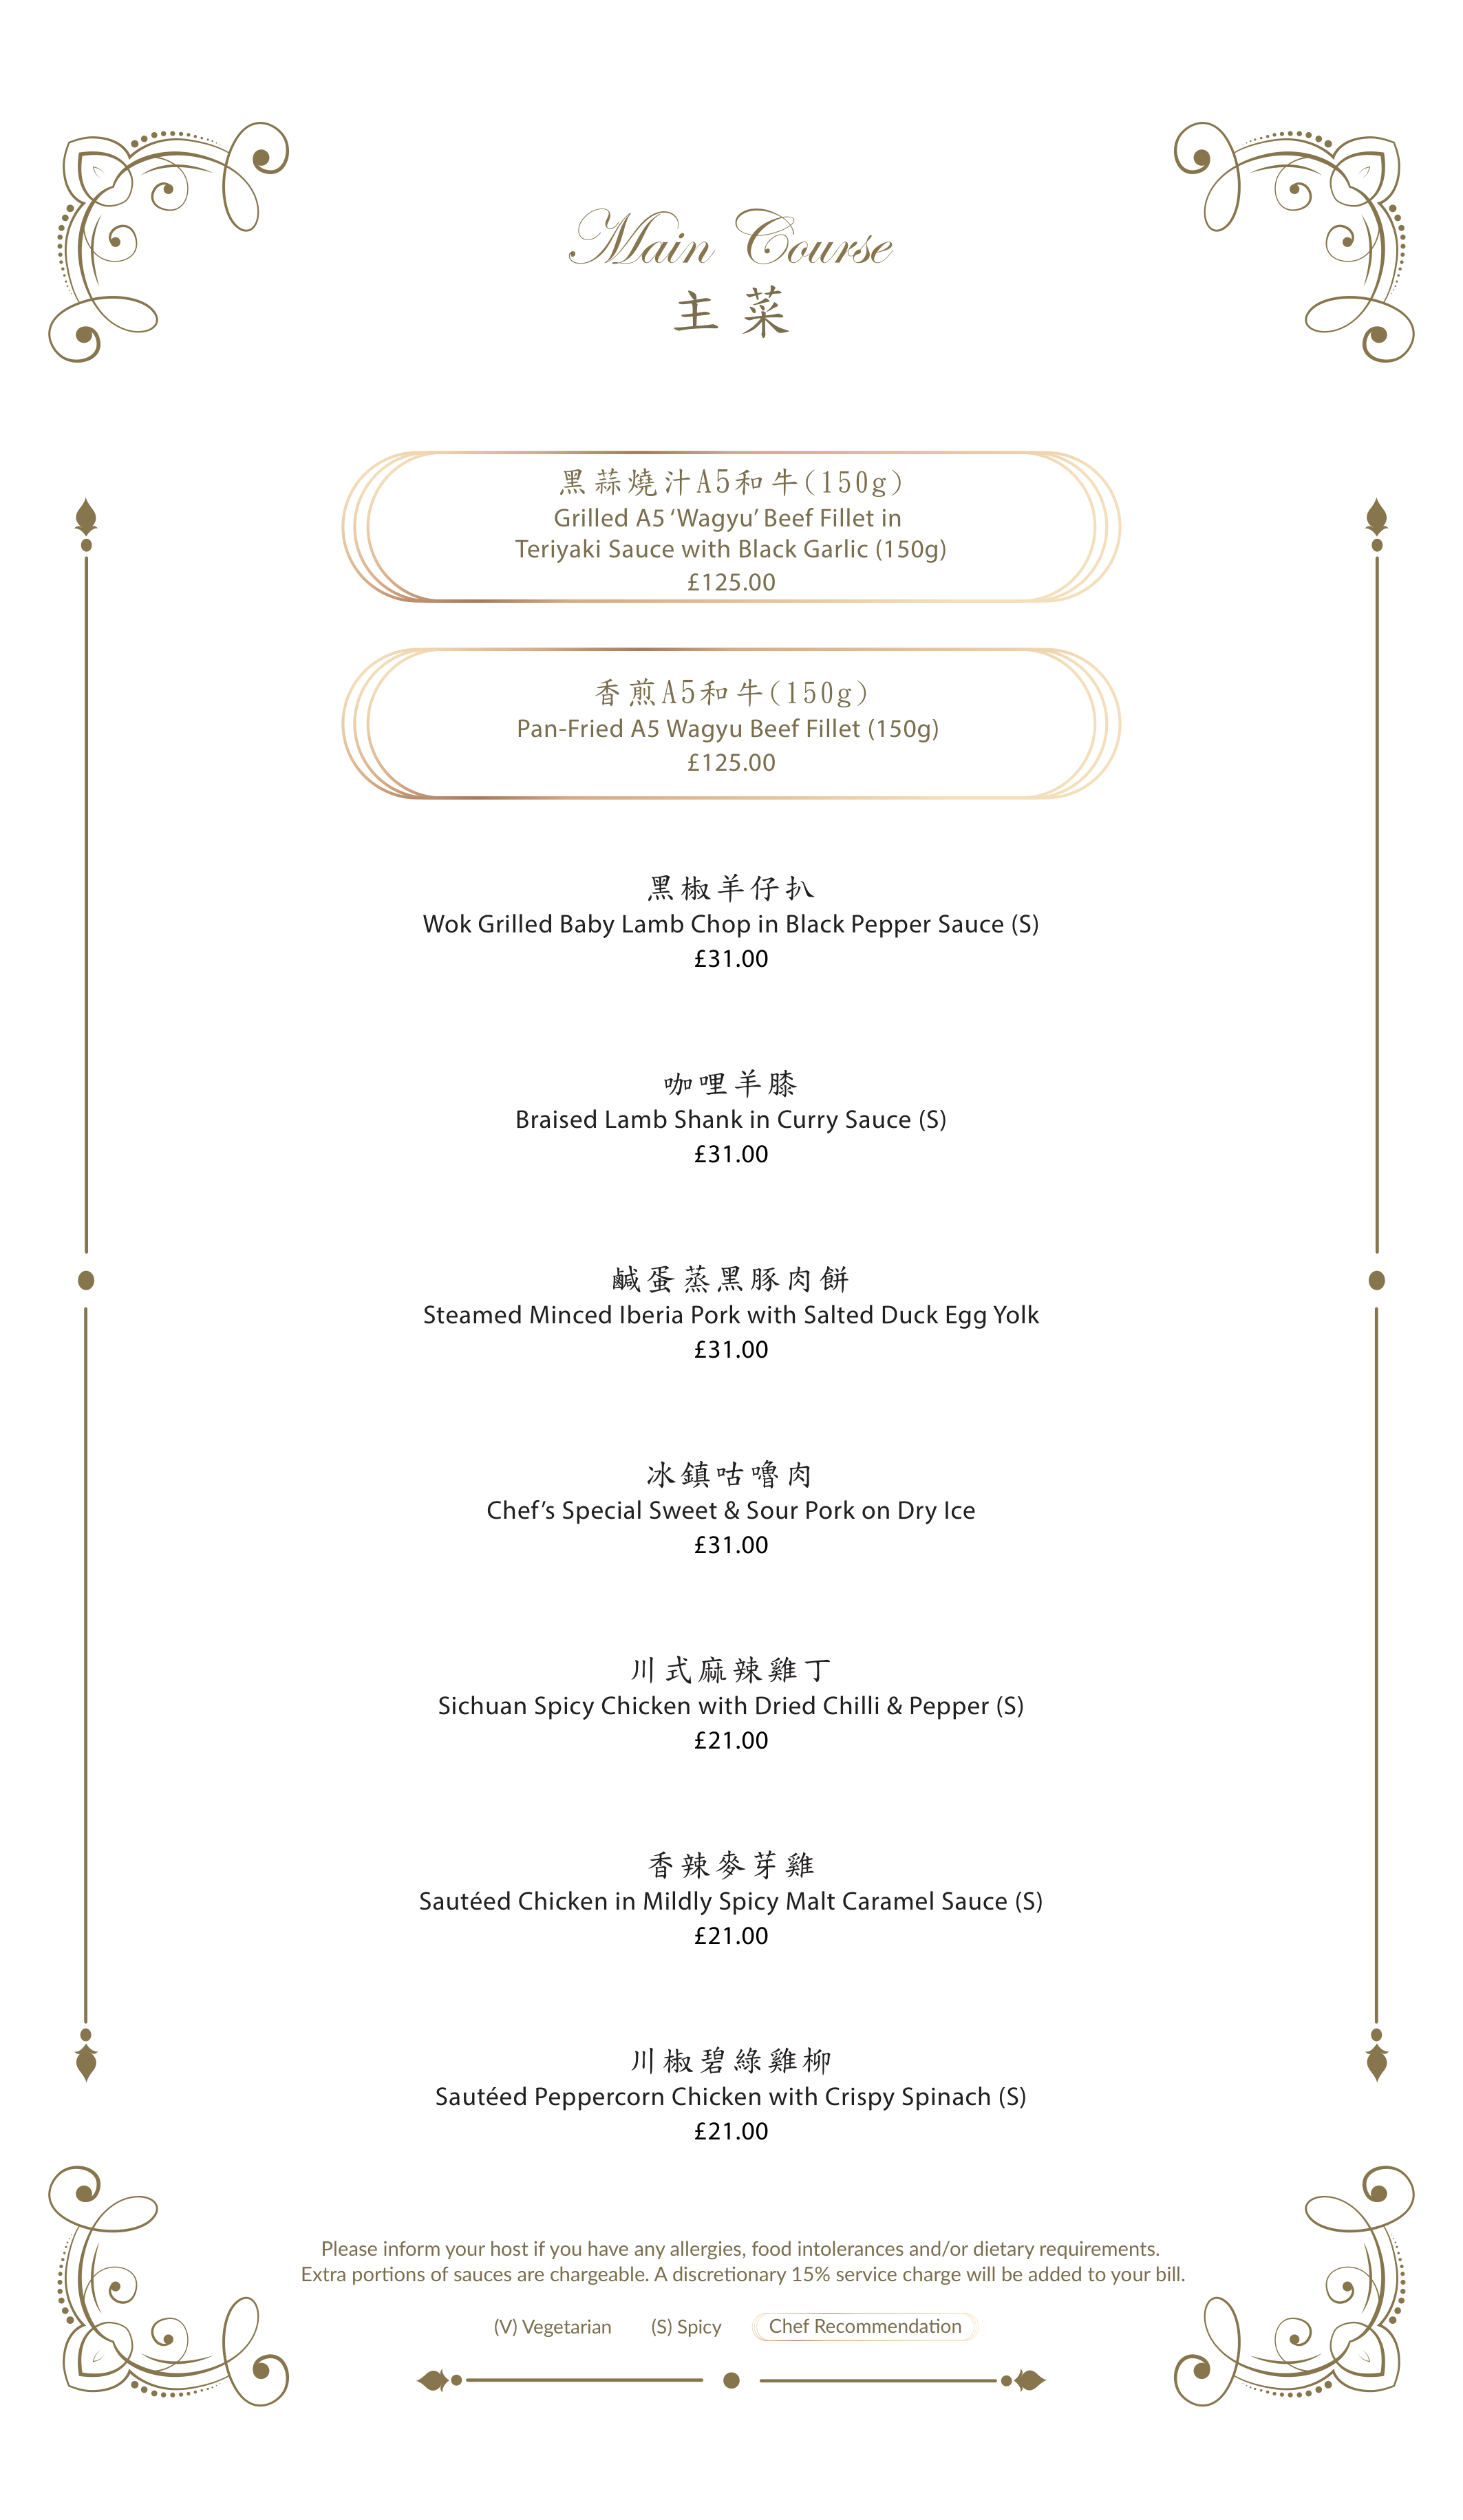 Main Course
主菜
黑蒜燒汁A5和牛(150g)
Grilled A5 ‘Wagyu’ Beef Fillet in
Teriyaki Sauce with Black Garlic (150g)
£125.00
香煎A5和牛(150g)
Pan-Fried A5 Wagyu Beef Fillet (150g)
£125.00
黑椒羊仔扒
Wok Grilled Baby Lamb Chop in Black Pepper Sauce (S)
£31.00
咖哩羊膝
Braised Lamb Shank in Curry Sauce (S)
£31.00
鹹蛋蒸黑豚肉餅
Steamed Minced Iberia Pork with Salted Duck Egg Yolk
£31.00
冰鎮咕嚕肉
Chef’s Special Sweet & Sour Pork on Dry Ice
£31.00
川式麻辣雞丁
Sichuan Spicy Chicken with Dried Chilli & Pepper (S)
£21.00
香辣麥芽雞
Sautéed Chicken in Mildly Spicy Malt Caramel Sauce (S)
£21.00
川椒碧綠雞柳
Sautéed Peppercorn Chicken with Crispy Spinach (S)
£21.00
Please inform your host if you have any allergies, food intolerances and/or dietary requirements.
Extra portions of sauces are chargeable. A discretionary 15% service charge will be added to your bill.
(V) Vegetarian (S) Spicy Chef Recommendation